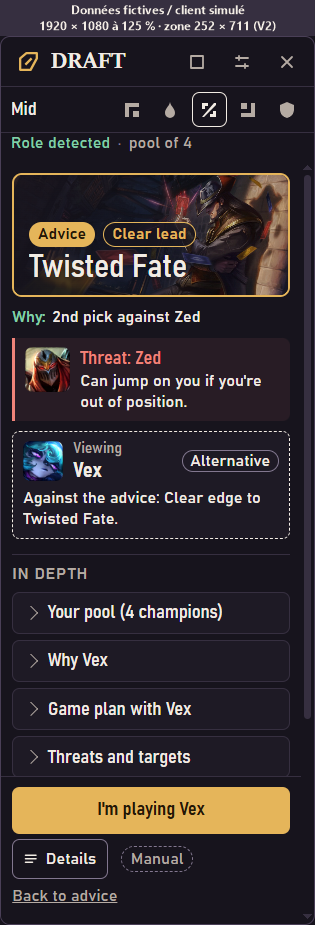 Données fictives / client simulé
1920 × 1080 à 125 % · zone 252 × 711 (V2)
DRAFT
Mid
Role detected · pool of 4
Advice
Clear lead
Twisted Fate
Why: 2nd pick against Zed
Threat: Zed
Can jump on you if you're
out of position.
Viewing
Vex
Alternative
Against the advice: Clear edge to
Twisted Fate.
IN DEPTH
Your pool (4 champions)
Why Vex
Game plan with Vex
Threats and targets
I'm playing Vex
Details
Manual
Back to advice